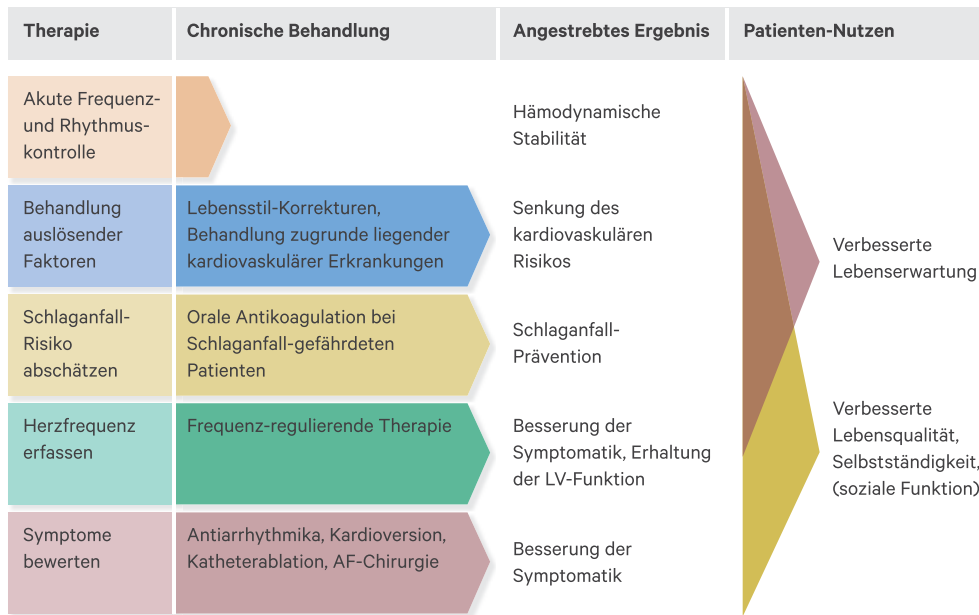 Therapie
Chronische Behandlung
Angestrebtes Ergebnis
Patienten-Nutzen
Akute Frequenz-
und Rhythmus-
kontrolle
Hämodynamische
Stabilität
Behandlung
auslösender
Faktoren
Lebensstil-Korrekturen,
Behandlung zugrunde liegender
kardiovaskulärer Erkrankungen
Senkung des
kardiovaskulären
Risikos
Schlaganfall-
Risiko
abschätzen
Orale Antikoagulation bei
Schlaganfall-gefährdeten
Patienten
Schlaganfall-
Prävention
Herzfrequenz
erfassen
Frequenz-regulierende Therapie
Besserung der
Symptomatik, Erhaltung
der LV-Funktion
Symptome
bewerten
Antiarrhythmika, Kardioversion,
Katheterablation, AF-Chirurgie
Besserung der
Symptomatik
Verbesserte
Lebenserwartung
Verbesserte
Lebensqualität,
Selbstständigkeit,
(soziale Funktion)